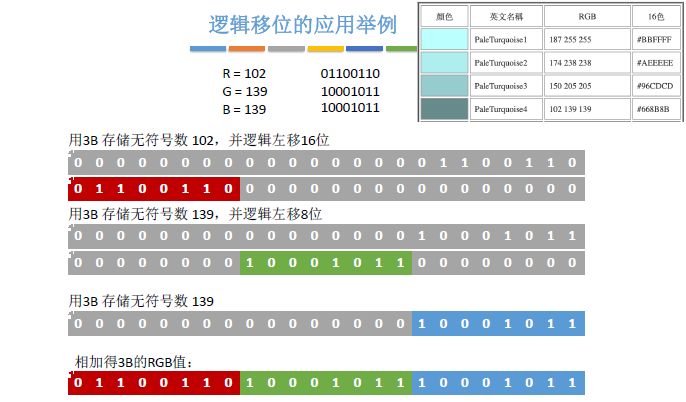 逻辑移位的应用举例
顏色 英文名稱 RGB 16色
PaleTurquoise1 187 255 255 #BBFFFF
PaleTurquoise2 174 238 238 #AEEEEE
PaleTurquoise3 150 205 205 #96CDCD
PaleTurquoise4 102 139 139 #668B8B
R = 102 01100110
G = 139 10001011
B = 139 10001011
用3B 存储无符号数 102，并逻辑左移16位
0 0 0 0 0 0 0 0 0 0 0 0 0 0 0 0 0 1 1 0 0 1 1 0
0 1 1 0 0 1 1 0 0 0 0 0 0 0 0 0 0 0 0 0 0 0 0 0
用3B 存储无符号数 139，并逻辑左移8位
0 0 0 0 0 0 0 0 0 0 0 0 0 0 0 0 1 0 0 0 1 0 1 1
0 0 0 0 0 0 0 0 1 0 0 0 1 0 1 1 0 0 0 0 0 0 0 0
用3B 存储无符号数 139
0 0 0 0 0 0 0 0 0 0 0 0 0 0 0 0 1 0 0 0 1 0 1 1
相加得3B的RGB值：
0 1 1 0 0 1 1 0 1 0 0 0 1 0 1 1 1 0 0 0 1 0 1 1